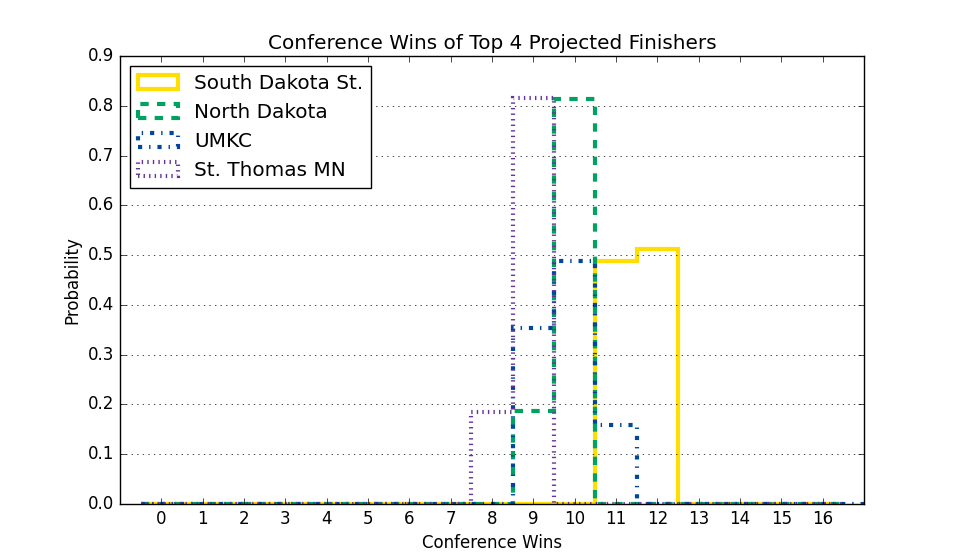 Conference Wins of Top 4 Projected Finishers
0.9
0.8
0.7
0.6
0.5
0.4
0.3
0.2
0.1
0.0
Probability
South Dakota St.
North Dakota
UMKC
St. Thomas MN
0 1 2 3 4 5 6 7 8 9 10 11 12 13 14 15 16
Conference Wins